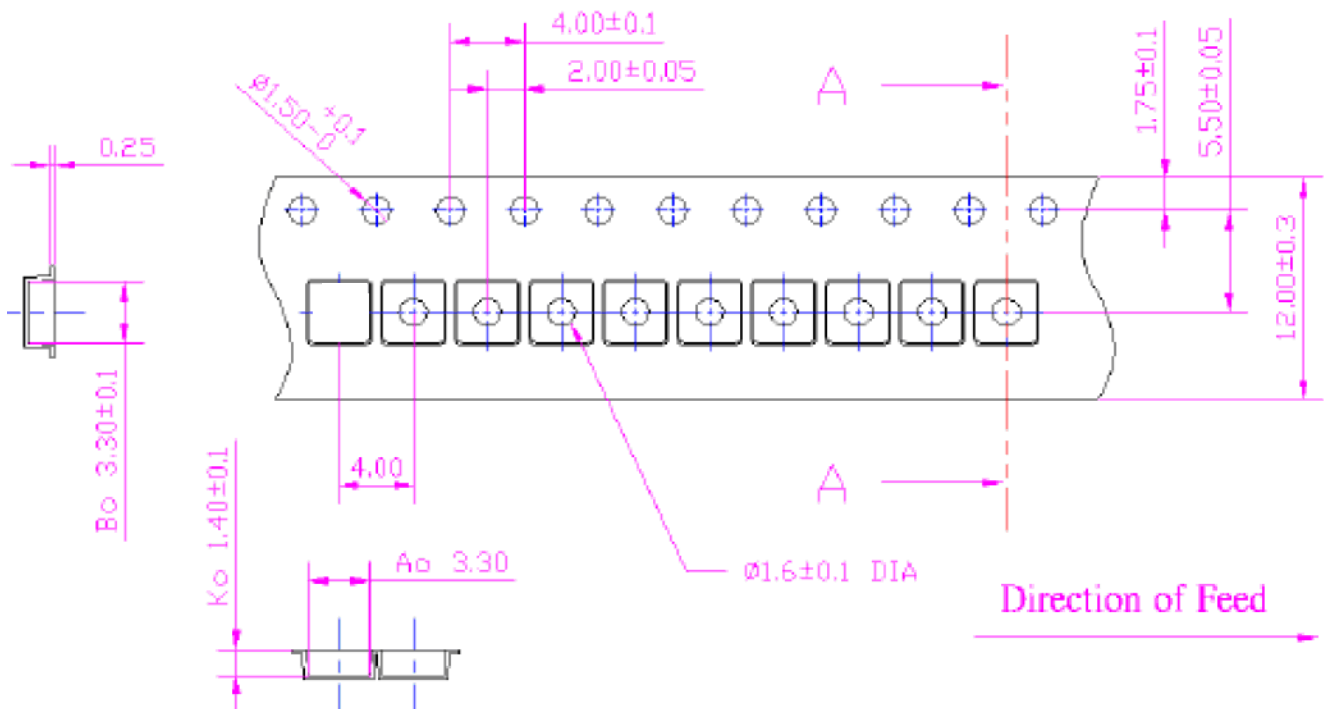 4.00±0.1
2.00±0.05
A
1.75±0.1
5.50±0.05
Ø1.50 +0.1
-0
0.25
12.00±0.3
Bo 3.30±0.1
4.00
A
Ko 1.40±0.1
Ao 3.30
Ø1.6±0.1 DIA
Direction of Feed